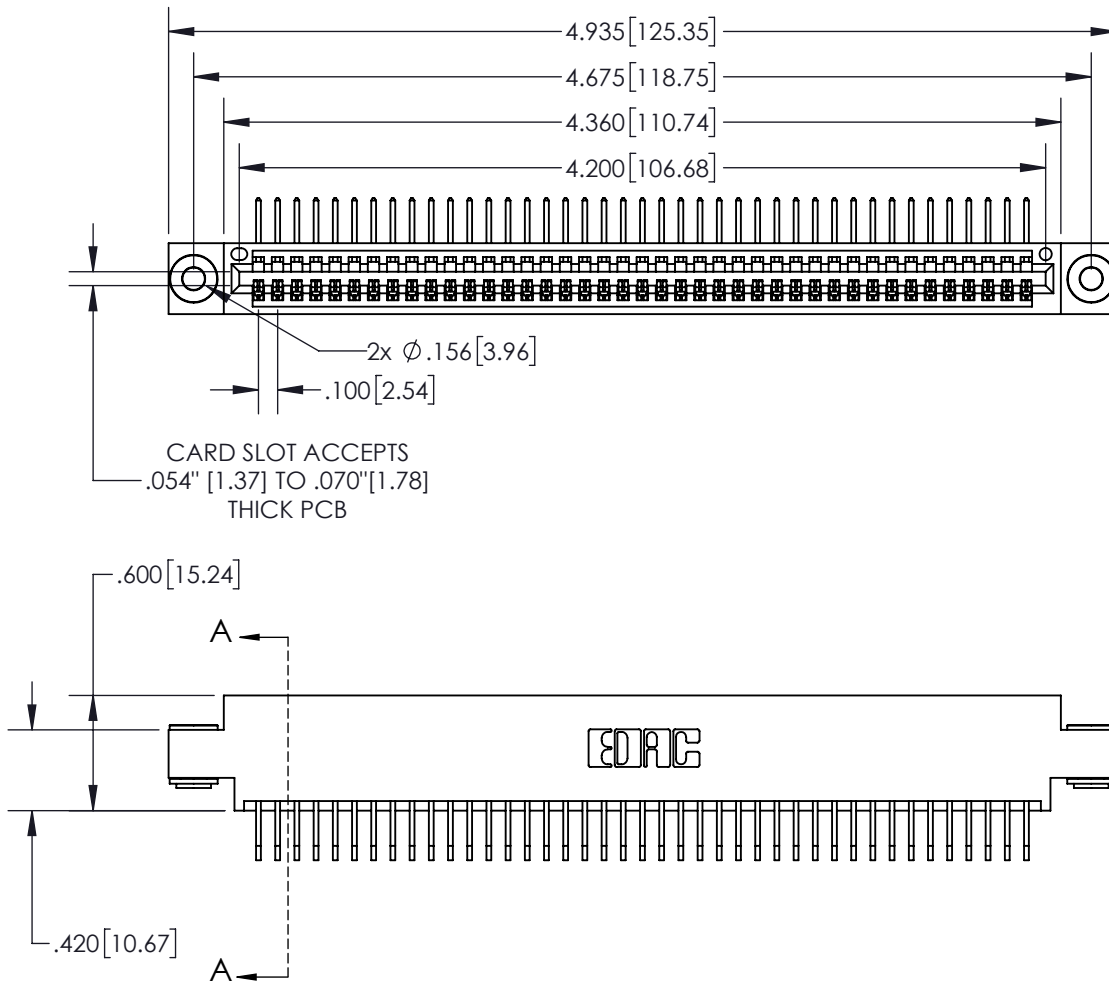 4.935[125.35]
4.675[118.75]
4.360[110.74]
4.200[106.68]
2x Ø.156[3.96]
.100[2.54]
CARD SLOT ACCEPTS
.054" [1.37] TO .070"[1.78]
THICK PCB
.600[15.24]
A
EDAC
.420[10.67]
A